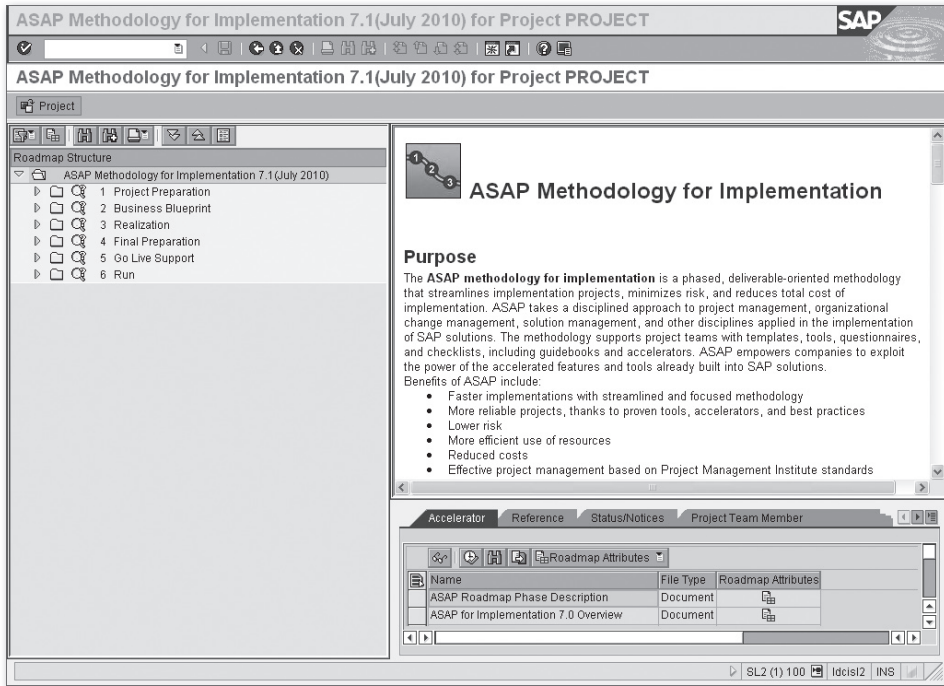 ASAP Methodology for Implementation 7.1(July 2010) for Project PROJECT
SAP
ASAP Methodology for Implementation 7.1(July 2010) for Project PROJECT
Project
Roadmap Structure
ASAP Methodology for Implementation 7.1(July 2010)
1 Project Preparation
2 Business Blueprint
3 Realization
4 Final Preparation
5 Go Live Support
6 Run
1
2
3
ASAP Methodology for Implementation
Purpose
The ASAP methodology for implementation is a phased, deliverable-oriented methodology
that streamlines implementation projects, minimizes risk, and reduces total cost of
implementation. ASAP takes a disciplined approach to project management, organizational
change management, solution management, and other disciplines applied in the implementation
of SAP solutions. The methodology supports project teams with templates, tools, questionnaires,
and checklists, including guidebooks and accelerators. ASAP empowers companies to exploit
the power of the accelerated features and tools already built into SAP solutions.
Benefits of ASAP include:
• Faster implementations with streamlined and focused methodology
• More reliable projects, thanks to proven tools, accelerators, and best practices
• Lower risk
• More efficient use of resources
• Reduced costs
• Effective project management based on Project Management Institute standards
Accelerator Reference Status/Notices Project Team Member
Roadmap Attributes
Name File Type Roadmap Attributes
ASAP Roadmap Phase Description Document
ASAP for Implementation 7.0 Overview Document
SL2 (1) 100 ldcisl2 INS